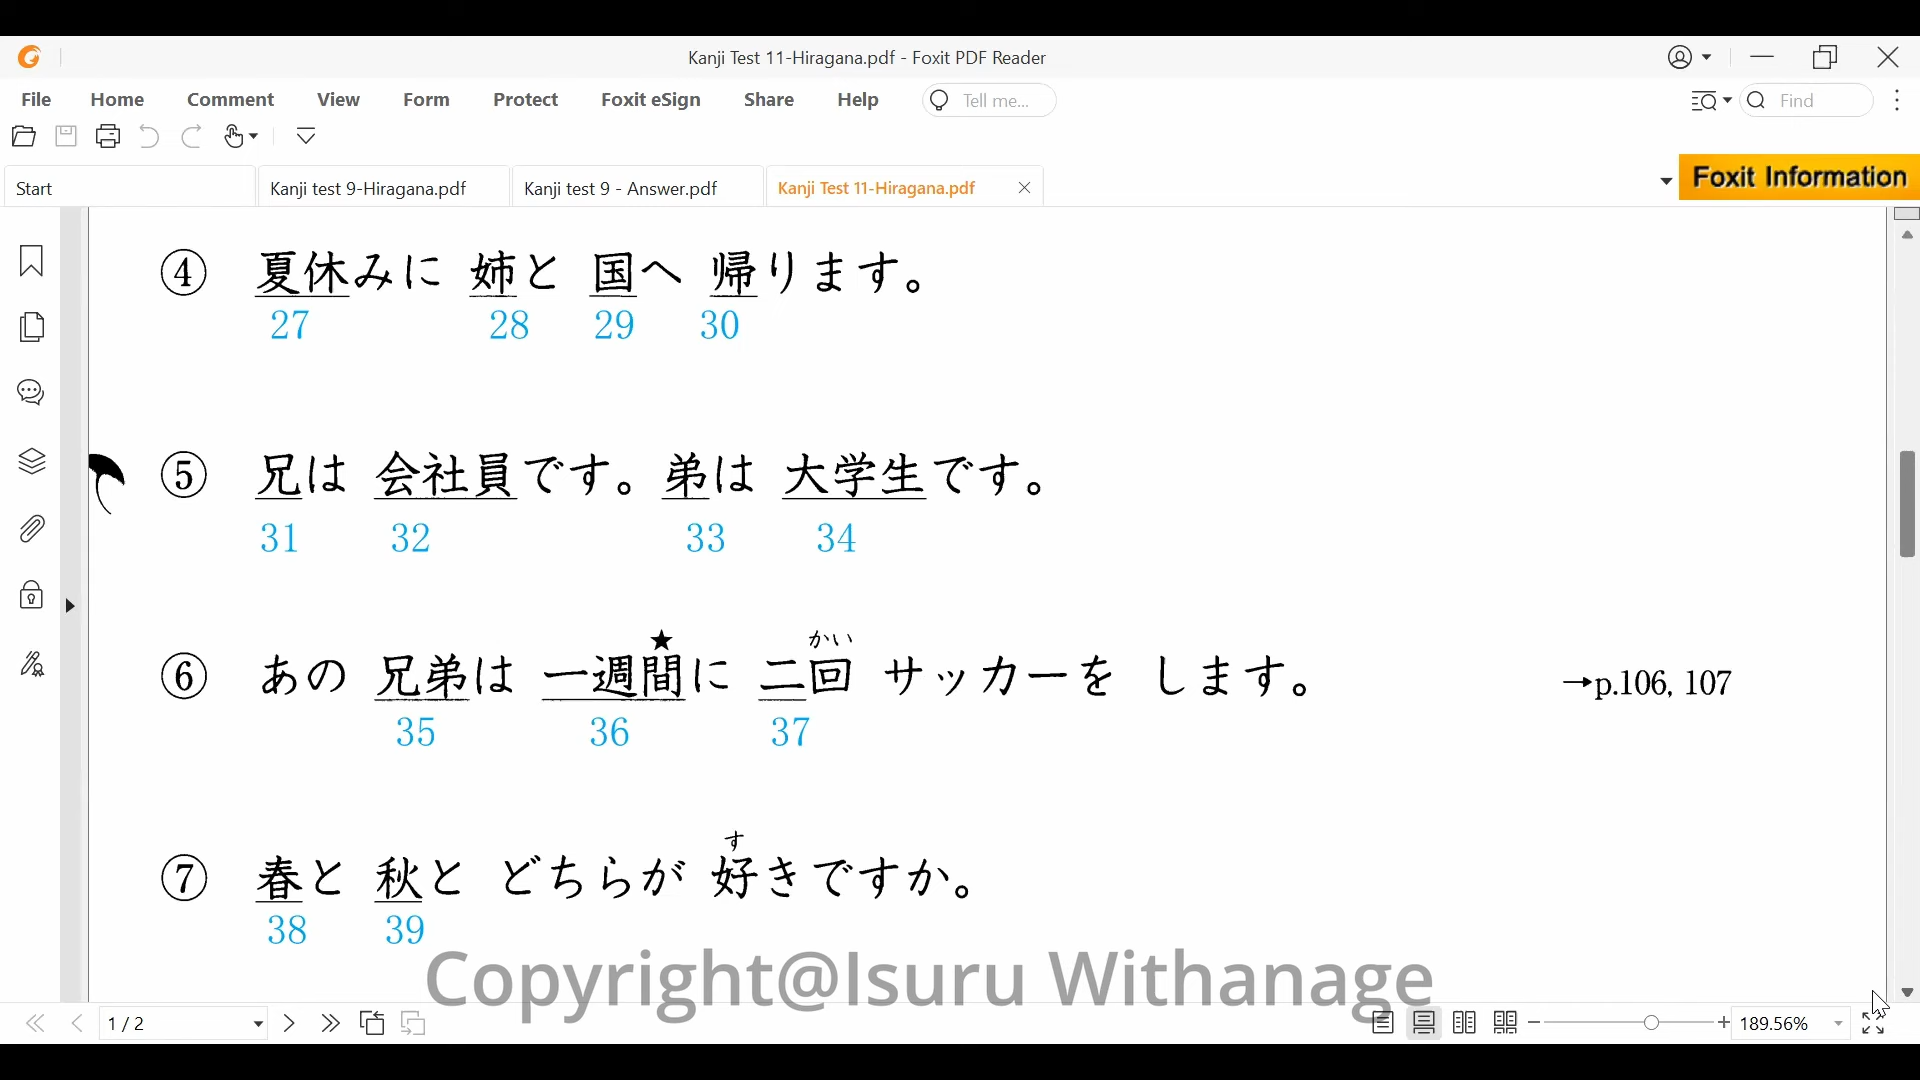 Kanji Test 11-Hiragana.pdf - Foxit PDF Reader
File Home Comment View Form Protect Foxit eSign Share Help Tell me... Find
Start Kanji test 9-Hiragana.pdf Kanji test 9 - Answer.pdf Kanji Test 11-Hiragana.pdf Foxit Information
④ 夏休みに 姉と 国へ 帰ります。
27 28 29 30
⑤ 兄は 会社員です。弟は 大学生です。
31 32 33 34
★ かい
⑥ あの 兄弟は 一週間に 二回 サッカーを します。 →p.106, 107
35 36 37
す
⑦ 春と 秋と どちらが 好きですか。
38 39
Copyright@Isuru Withanage
1 / 2 189.56%